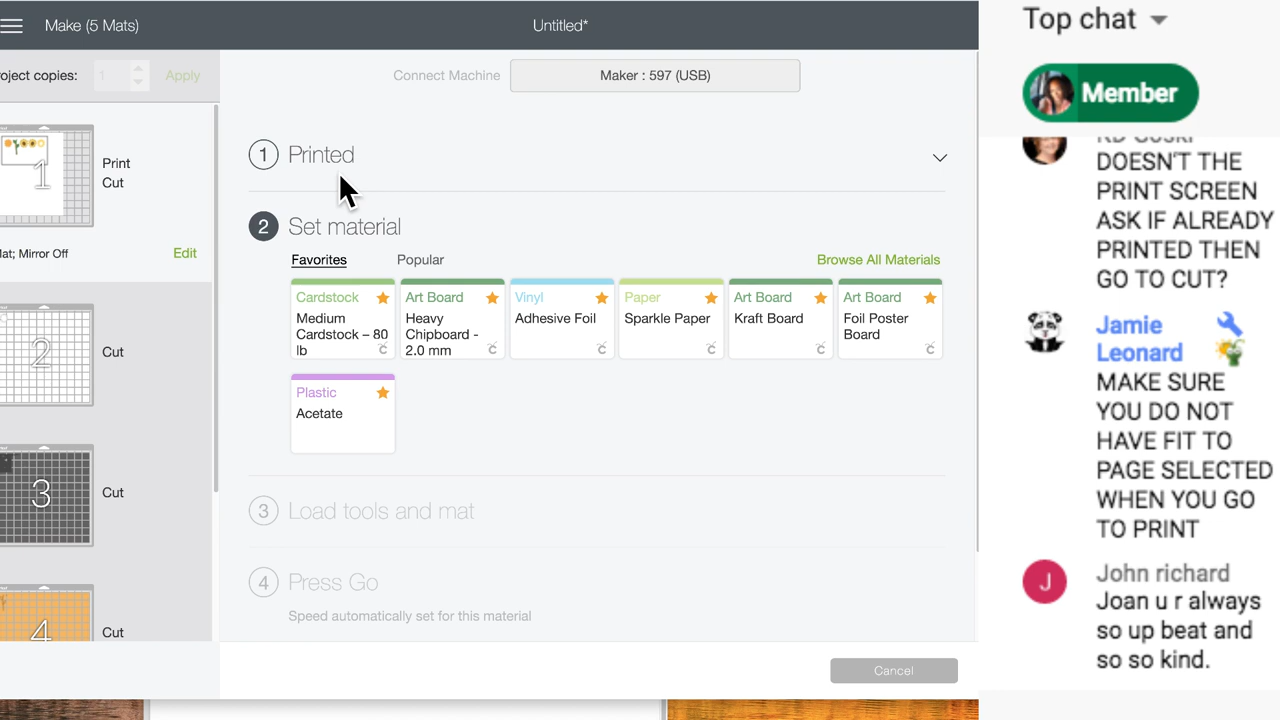 Make (5 Mats)
Untitled*
oject copies:
1
Apply
Connect Machine
Maker : 597 (USB)
1
Print
Cut
Mat; Mirror Off
Edit
2
Cut
3
Cut
4
Cut
1 Printed
2 Set material
Favorites
Popular
Browse All Materials
Cardstock
Medium
Cardstock – 80
lb
Art Board
Heavy
Chipboard -
2.0 mm
Vinyl
Adhesive Foil
Paper
Sparkle Paper
Art Board
Kraft Board
Art Board
Foil Poster
Board
Plastic
Acetate
3 Load tools and mat
4 Press Go
Speed automatically set for this material
Cancel
Top chat
Member
DOESN'T THE
PRINT SCREEN
ASK IF ALREADY
PRINTED THEN
GO TO CUT?
Jamie
Leonard
MAKE SURE
YOU DO NOT
HAVE FIT TO
PAGE SELECTED
WHEN YOU GO
TO PRINT
J
John richard
Joan u r always
so up beat and
so so kind.